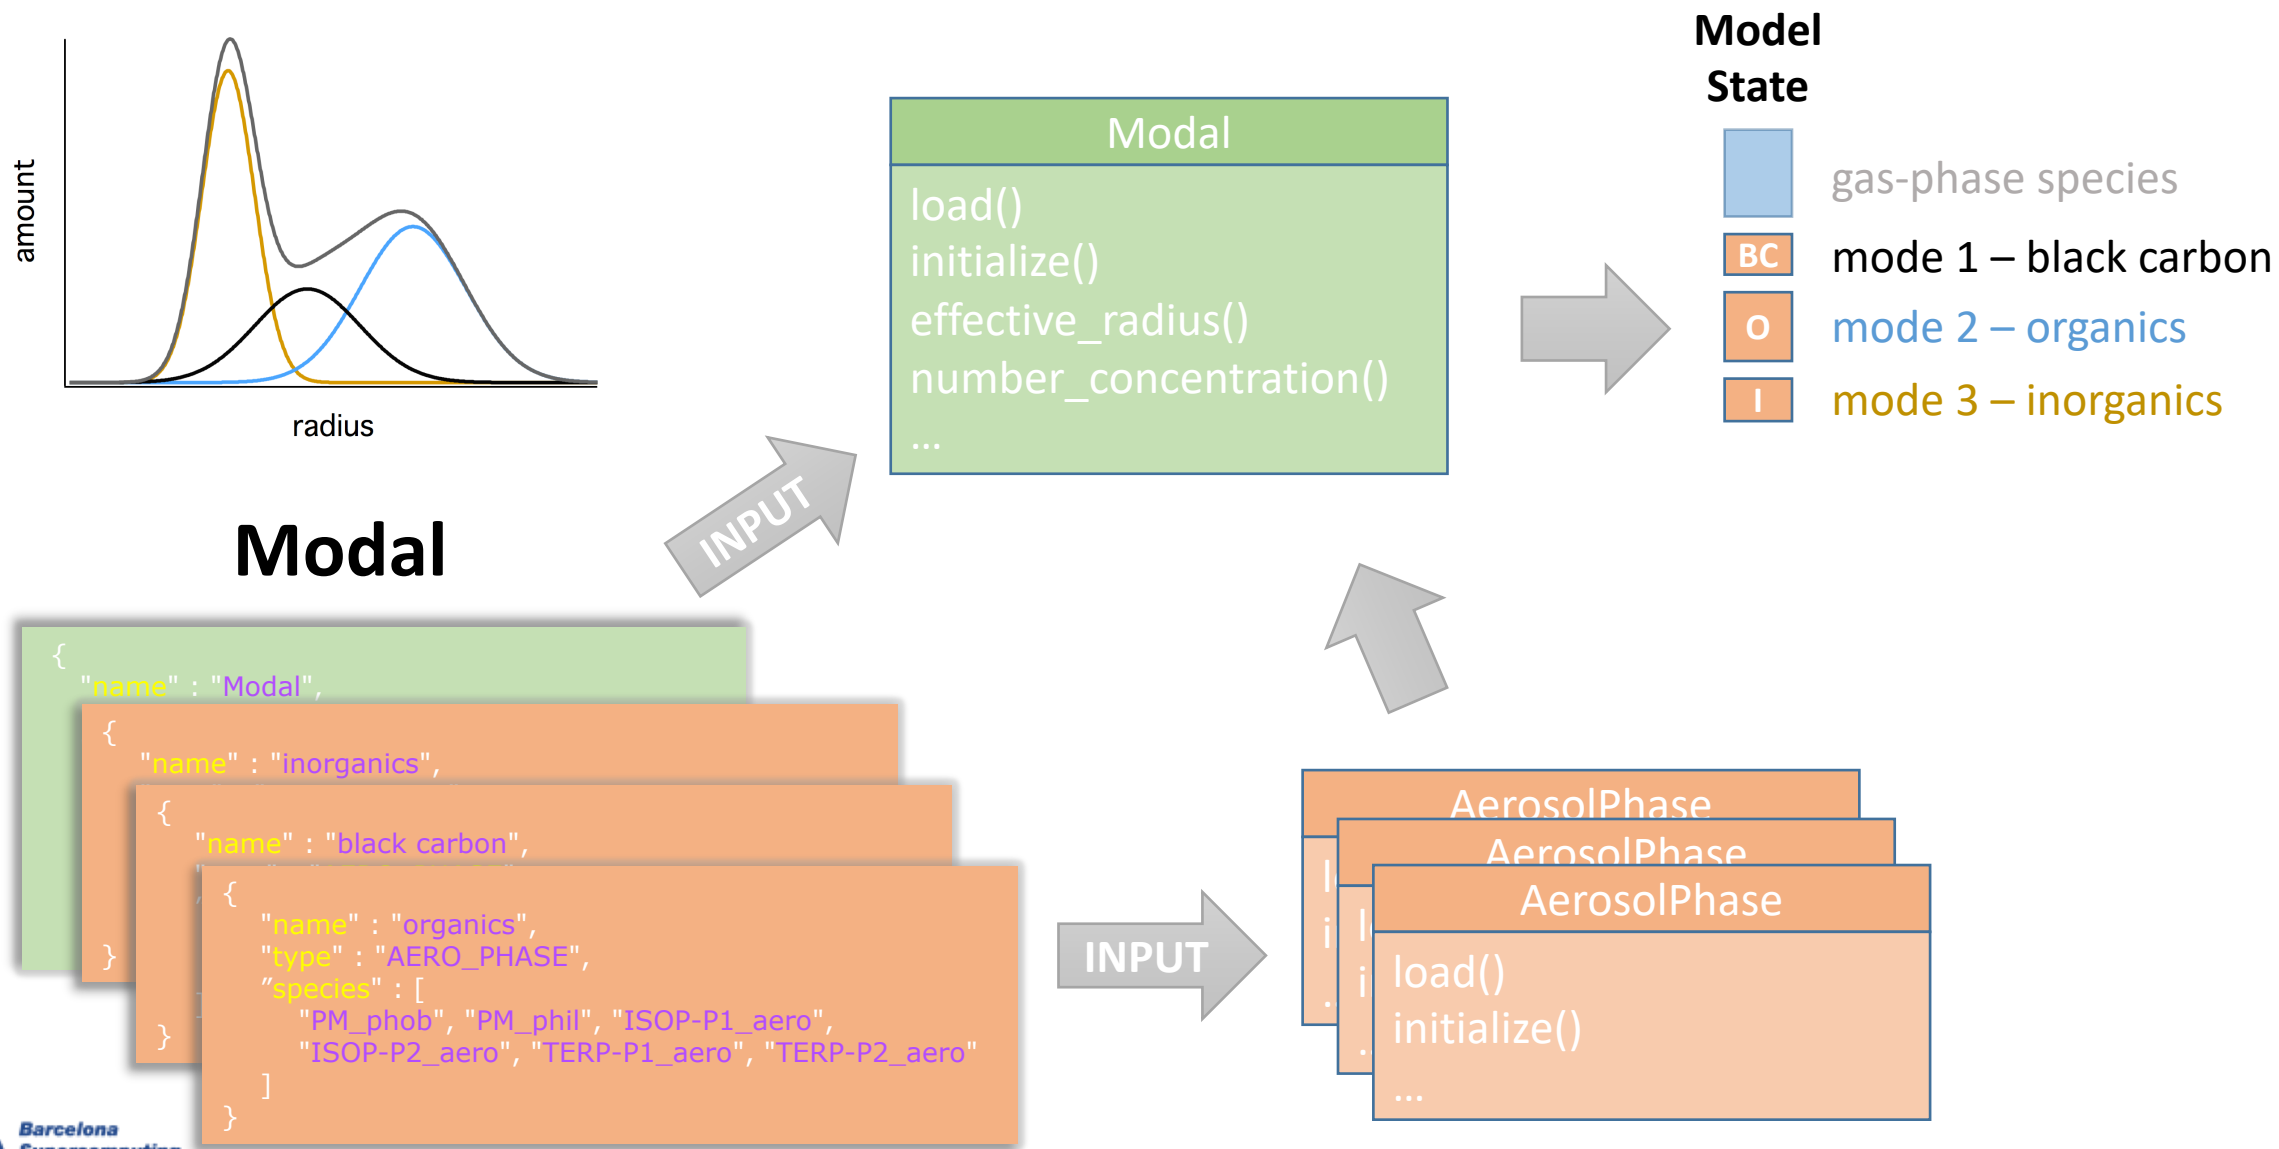 amount
radius
Modal
{
"name" : "Modal",
{
"name" : "inorganics",
}
{
"name" : "black carbon",
}
{
"name" : "organics",
"type" : "AERO_PHASE",
”species" : [
"PM_phob", "PM_phil", "ISOP-P1_aero",
"ISOP-P2_aero", "TERP-P1_aero", "TERP-P2_aero"
]
}
Barcelona
INPUT
INPUT
Modal
load()
initialize()
effective_radius()
number_concentration()
...
AerosolPhase
AerosolPhase
AerosolPhase
load()
initialize()
...
Model
State
gas-phase species
BC mode 1 – black carbon
O mode 2 – organics
I mode 3 – inorganics